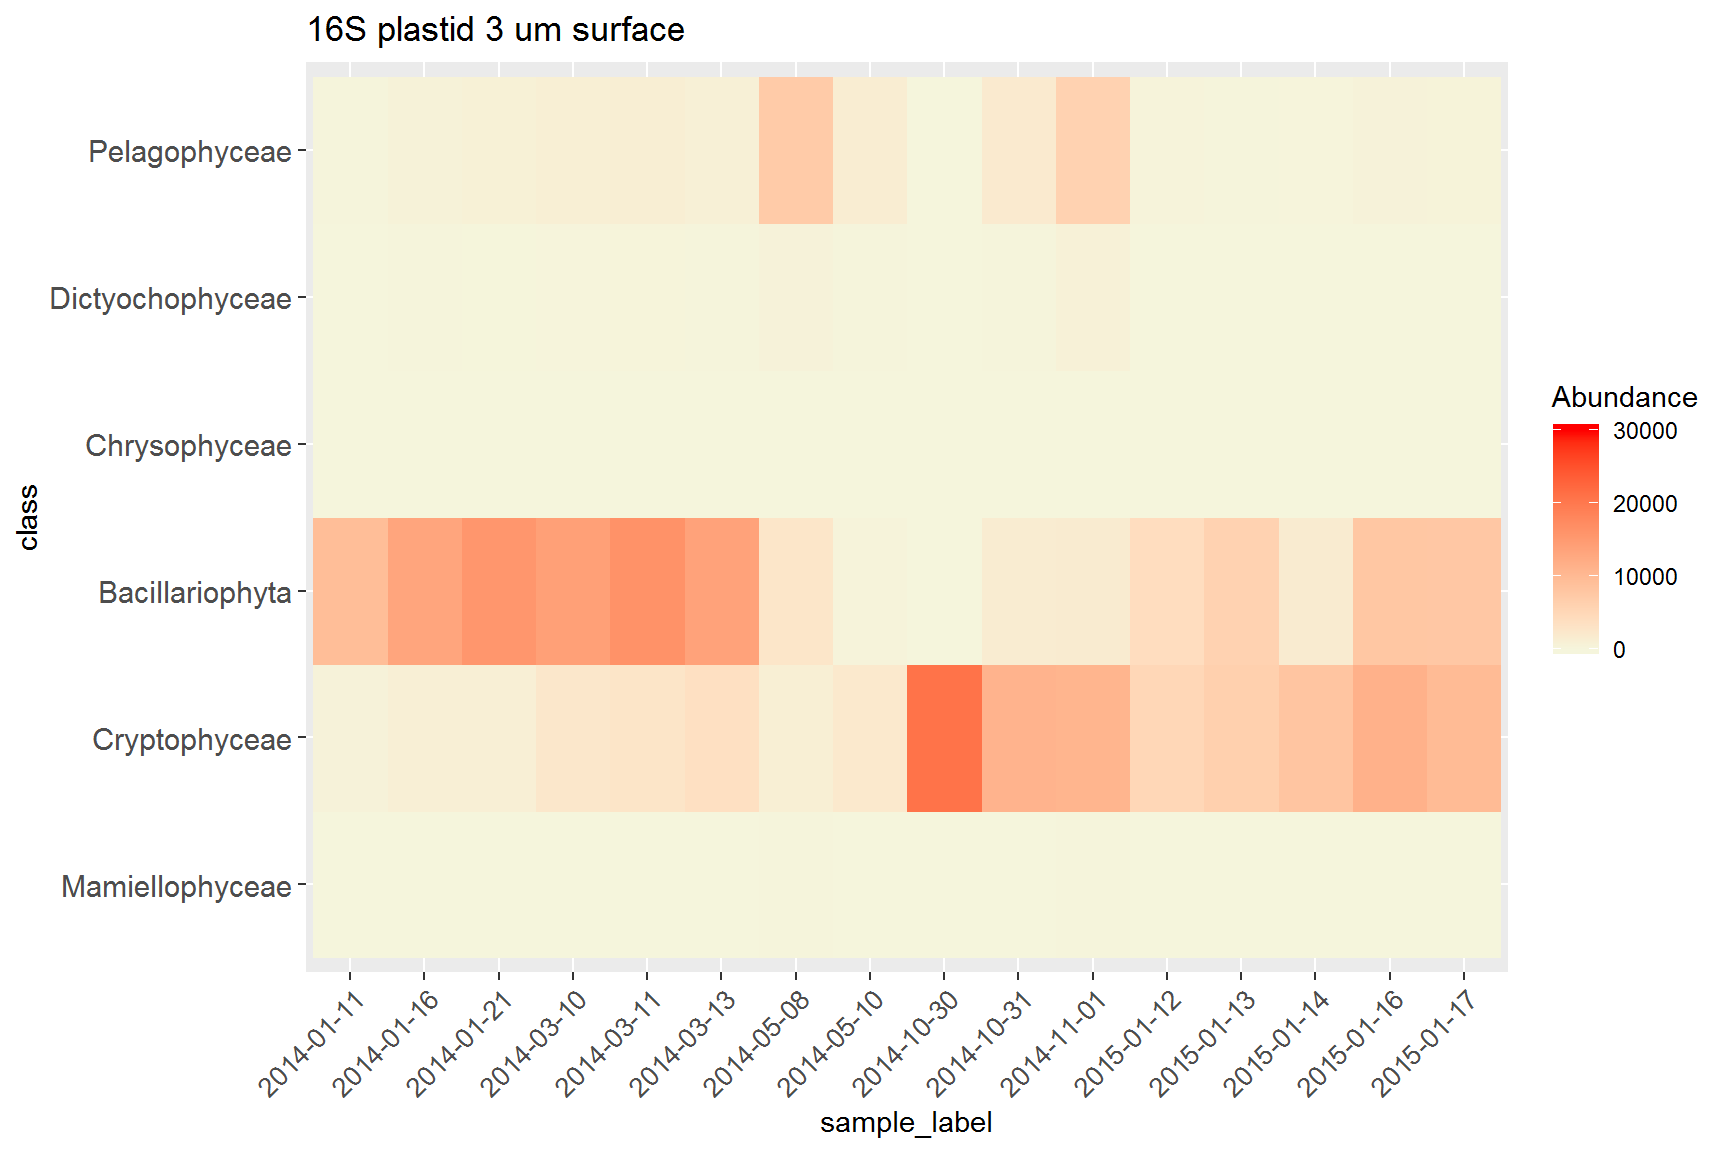 16S plastid 3 um surface
class
Pelagophyceae
Dictyochophyceae
Chrysophyceae
Bacillariophyta
Cryptophyceae
Mamiellophyceae
2014-01-11
2014-01-16
2014-01-21
2014-03-10
2014-03-11
2014-03-13
2014-05-08
2014-05-10
2014-10-30
2014-10-31
2014-11-01
2015-01-12
2015-01-13
2015-01-14
2015-01-16
2015-01-17
sample_label
Abundance
30000
20000
10000
0